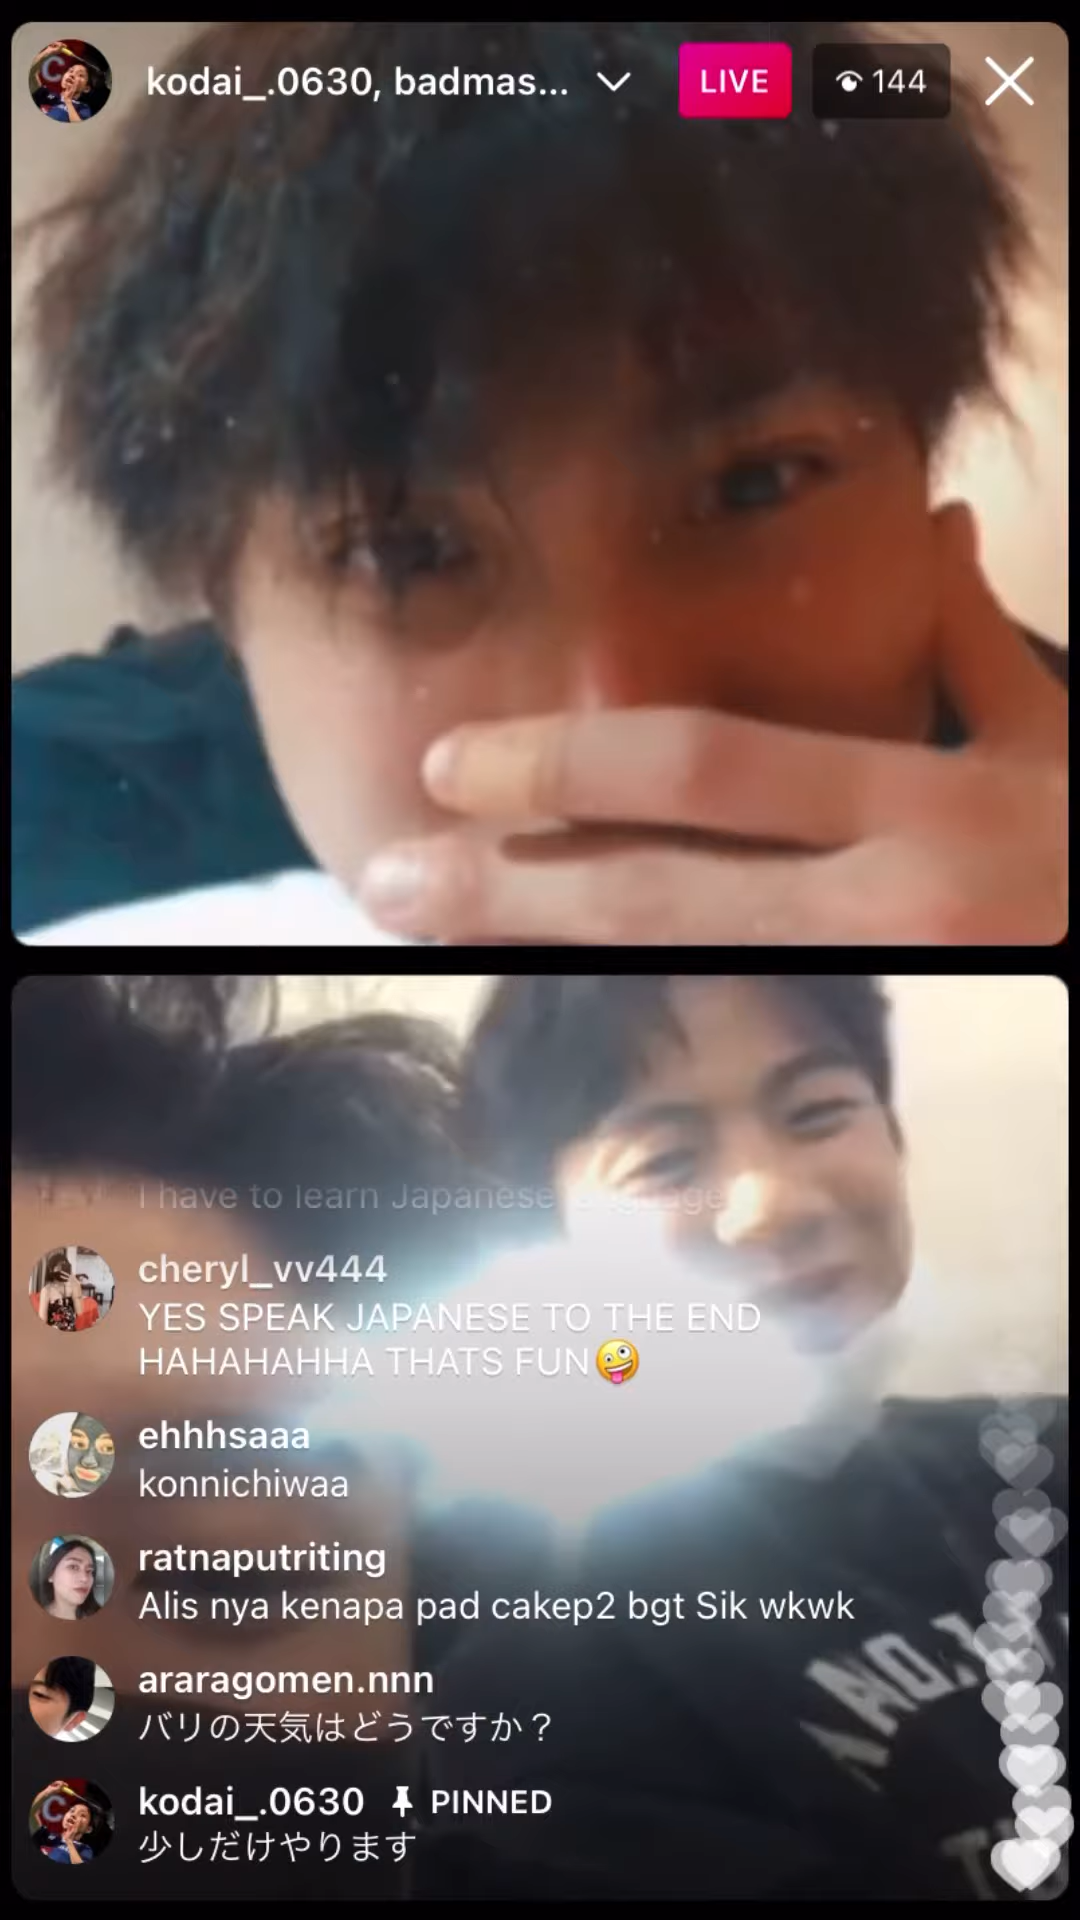 kodai_.0630, badmas...
LIVE
144
I have to learn Japanese language
cheryl_vv444
YES SPEAK JAPANESE TO THE END
HAHAHAHHA THATS FUN🤪
ehhhsaaa
konnichiwaa
ratnaputriting
Alis nya kenapa pad cakep2 bgt Sik wkwk
araragomen.nnn
バリの天気はどうですか？
kodai_.0630 PINNED
少しだけやります